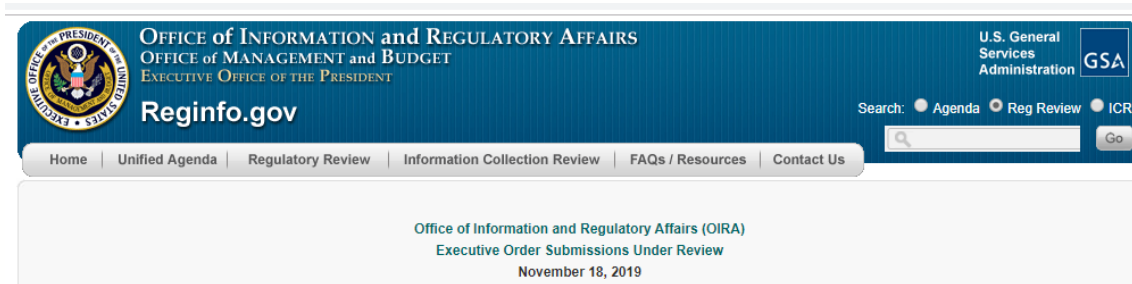 OFFICE OF INFORMATION AND REGULATORY AFFAIRS
OFFICE of MANAGEMENT and BUDGET
EXECUTIVE OFFICE OF THE PRESIDENT
Reginfo.gov
U.S. General
Services
Administration
GSA
Search: Agenda Reg Review ICR
Go
Home | Unified Agenda | Regulatory Review | Information Collection Review | FAQs / Resources | Contact Us
Office of Information and Regulatory Affairs (OIRA)
Executive Order Submissions Under Review
November 18, 2019